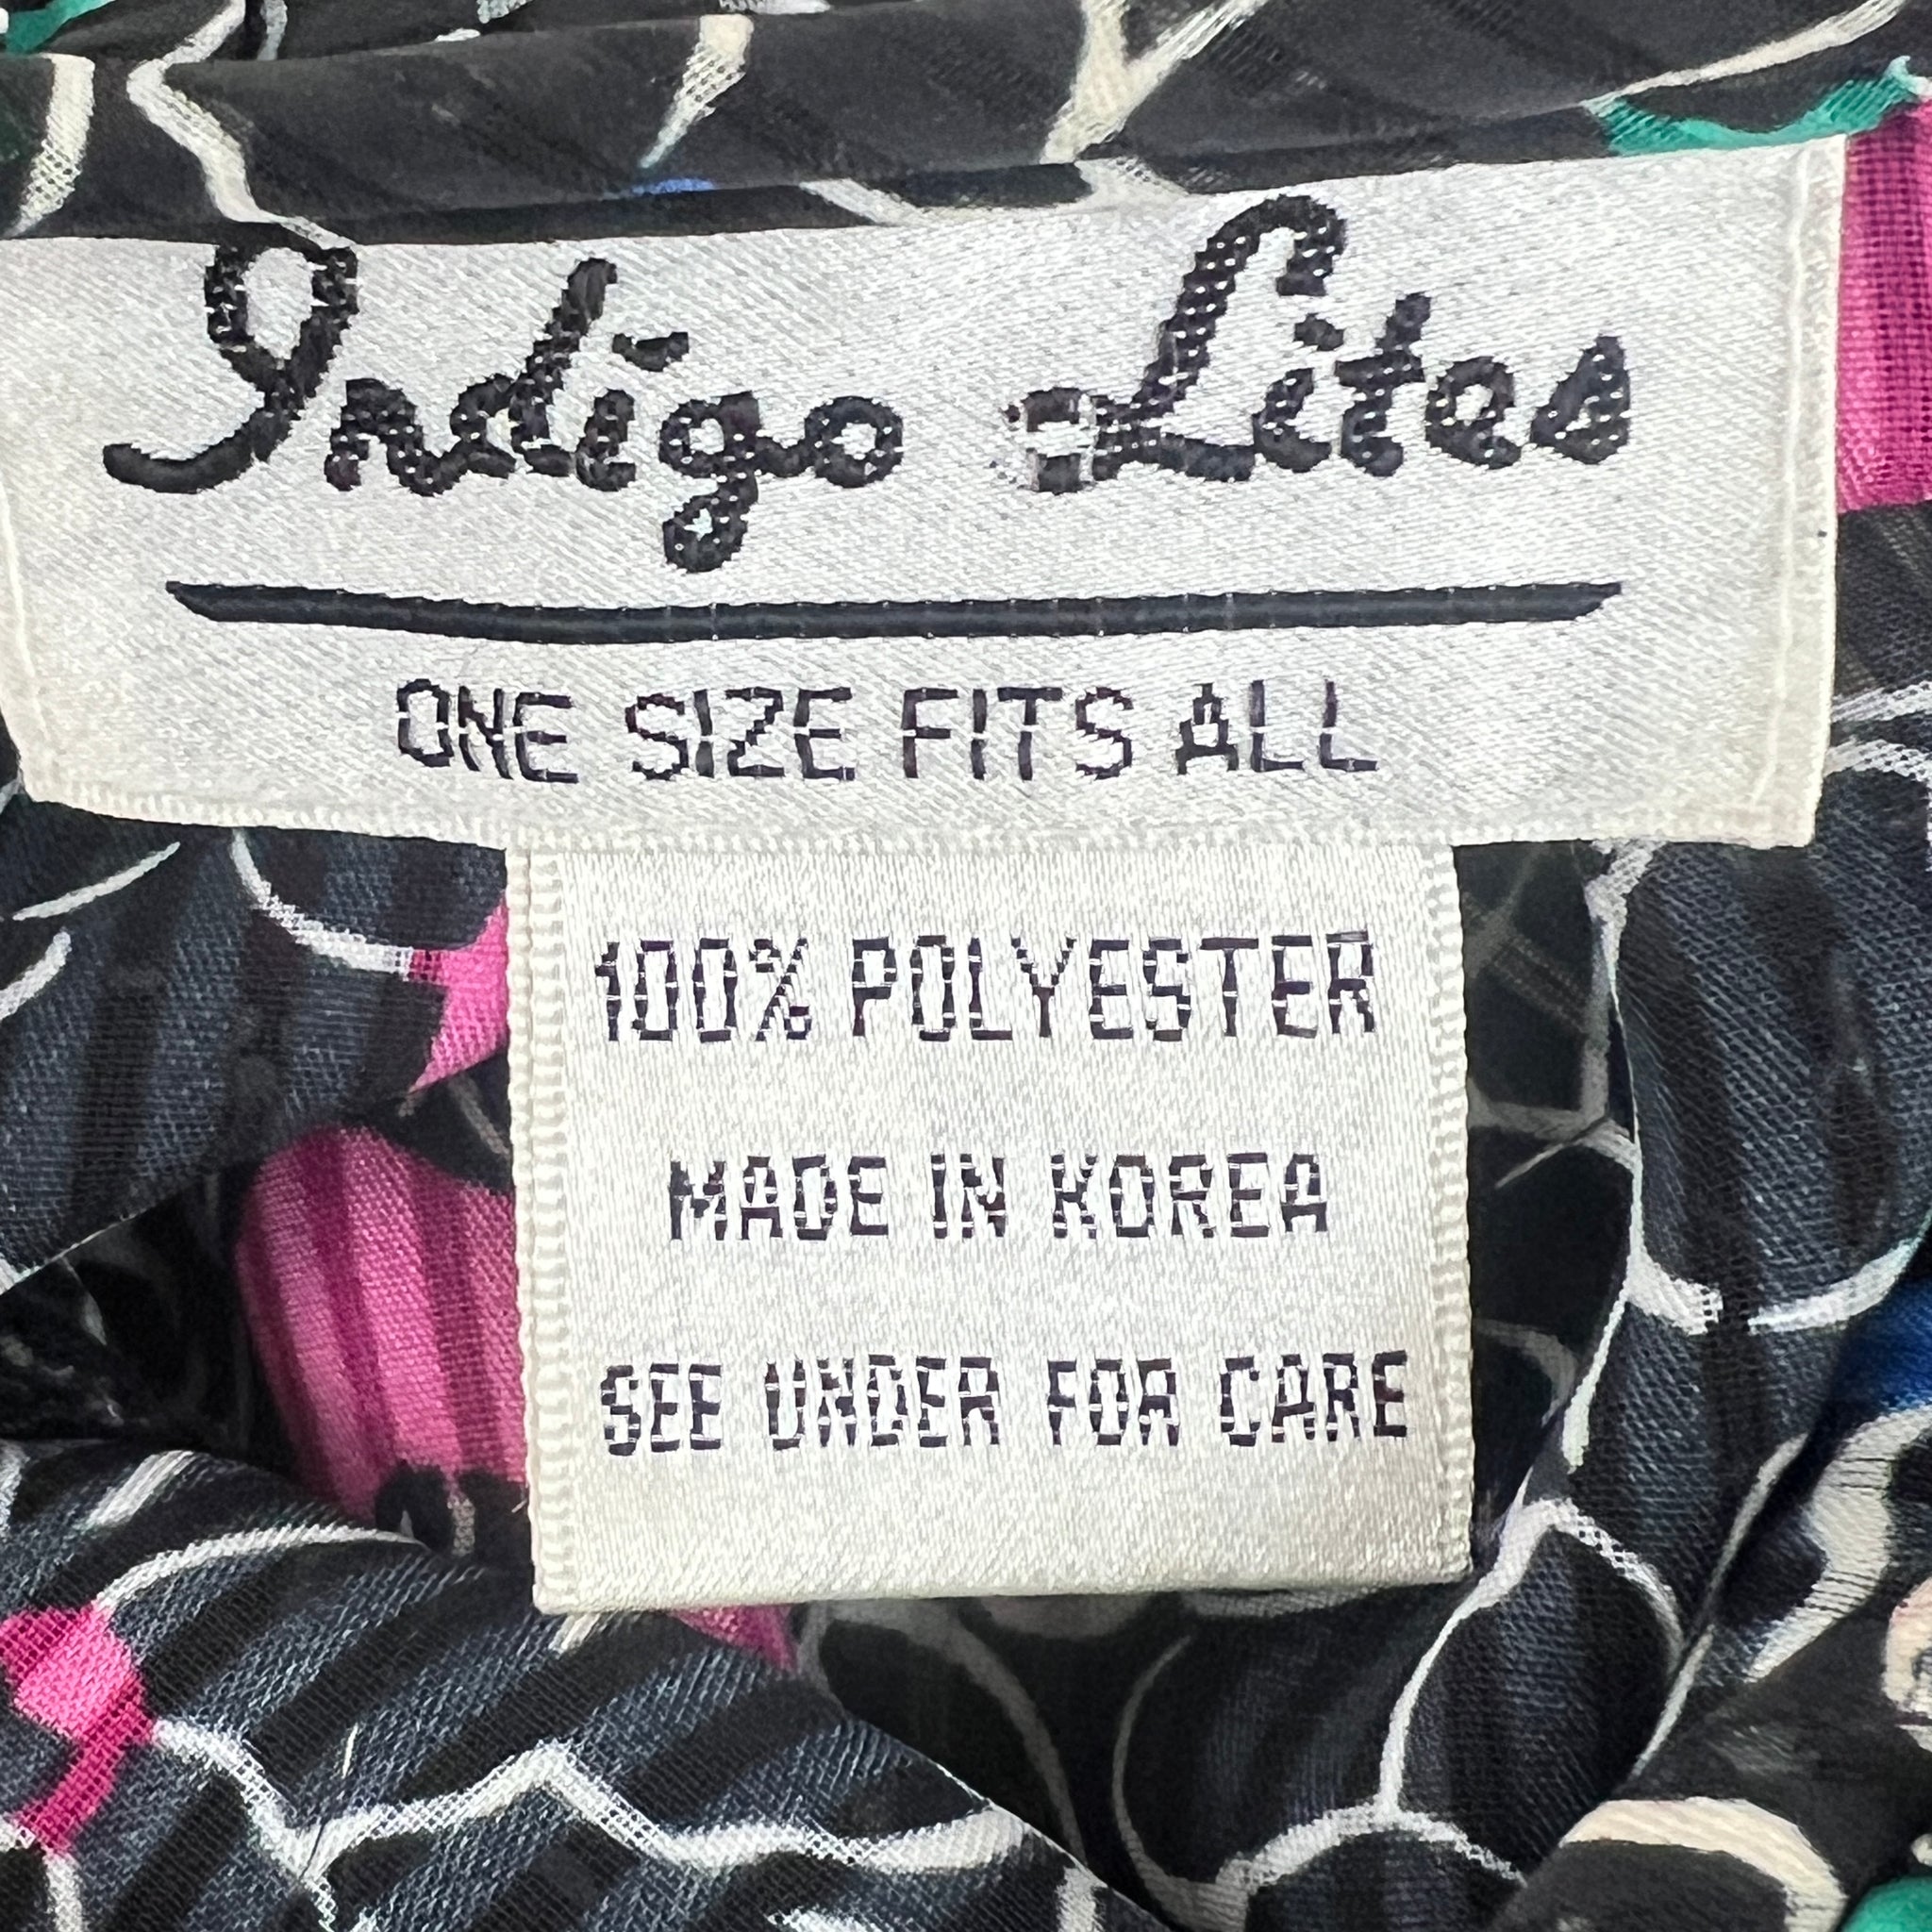 Indigo Lites
ONE SIZE FITS ALL
100% POLYESTER
MADE IN KOREA
SEE UNDER FOR CARE